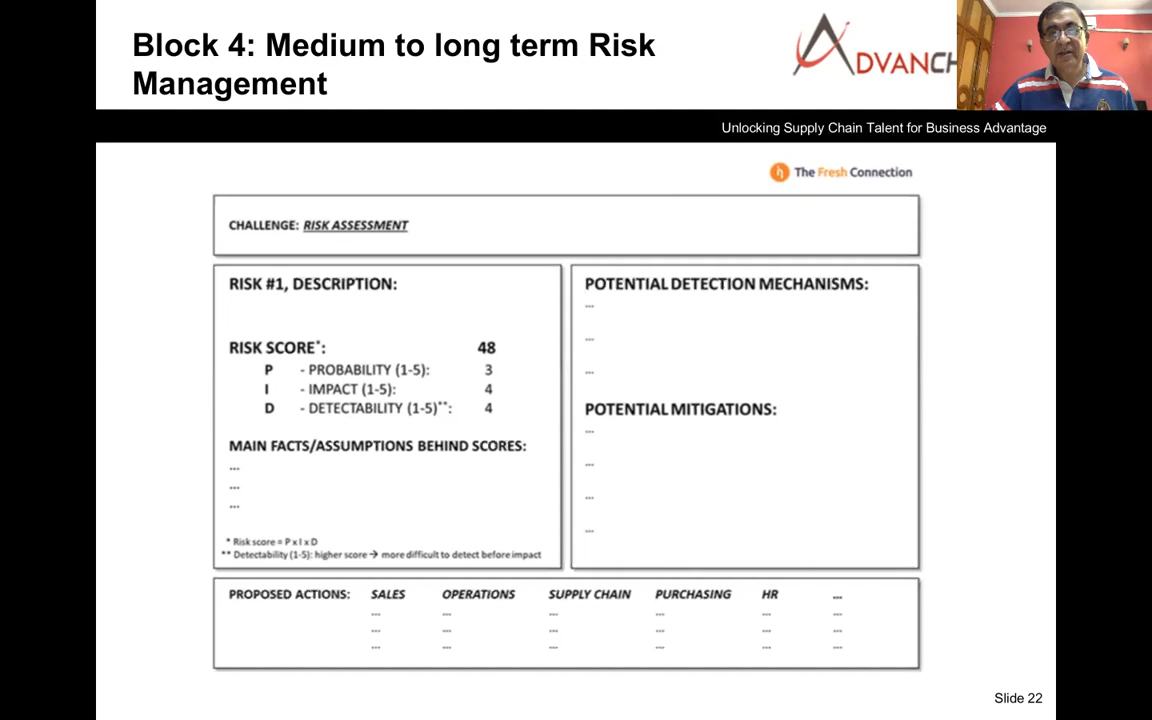 Block 4: Medium to long term Risk
Management
ADVANCH
Unlocking Supply Chain Talent for Business Advantage
The Fresh Connection
CHALLENGE: RISK ASSESSMENT
RISK #1, DESCRIPTION:
RISK SCORE*: 48
P - PROBABILITY (1-5): 3
I - IMPACT (1-5): 4
D - DETECTABILITY (1-5)**: 4
MAIN FACTS/ASSUMPTIONS BEHIND SCORES:
...
...
...
* Risk score = P x I x D
** Detectability (1-5): higher score → more difficult to detect before impact
POTENTIAL DETECTION MECHANISMS:
...
...
...
POTENTIAL MITIGATIONS:
...
...
...
...
PROPOSED ACTIONS: SALES OPERATIONS SUPPLY CHAIN PURCHASING HR ...
... ... ... ... ... ...
... ... ... ... ... ...
... ... ... ... ... ...
Slide 22